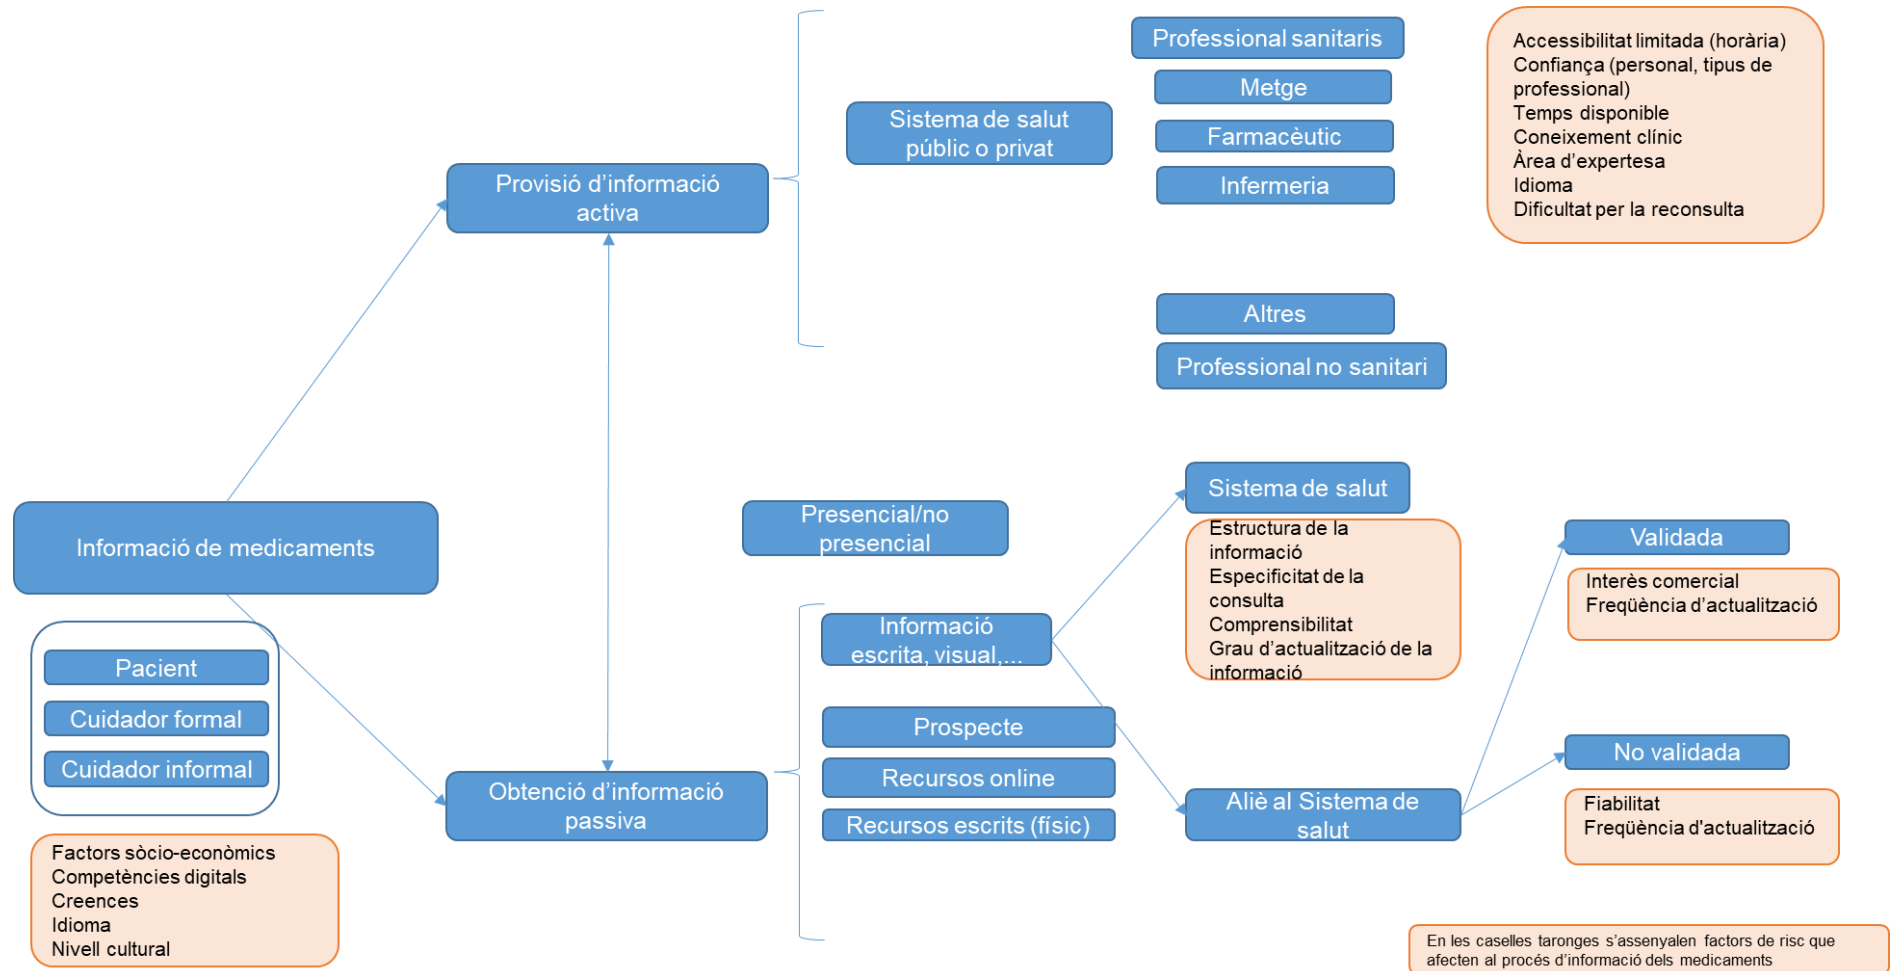 Professional sanitaris
Metge
Farmacèutic
Infermeria
Sistema de salut
públic o privat
Provisió d’informació
activa
Accessibilitat limitada (horària)
Confiança (personal, tipus de
professional)
Temps disponible
Coneixement clínic
Àrea d’expertesa
Idioma
Dificultat per la reconsulta
Altres
Professional no sanitari
Informació de medicaments
Presencial/no
presencial
Pacient
Cuidador formal
Cuidador informal
Factors sòcio-econòmics
Competències digitals
Creences
Idioma
Nivell cultural
Obtenció d’informació
passiva
Informació
escrita, visual,...
Prospecte
Recursos online
Recursos escrits (físic)
Sistema de salut
Estructura de la
informació
Especificitat de la
consulta
Comprensibilitat
Grau d’actualització de la
informació
Aliè al Sistema de
salut
Validada
Interès comercial
Freqüència d’actualització
No validada
Fiabilitat
Freqüència d'actualització
En les caselles taronges s’assenyalen factors de risc que
afecten al procés d’informació dels medicaments